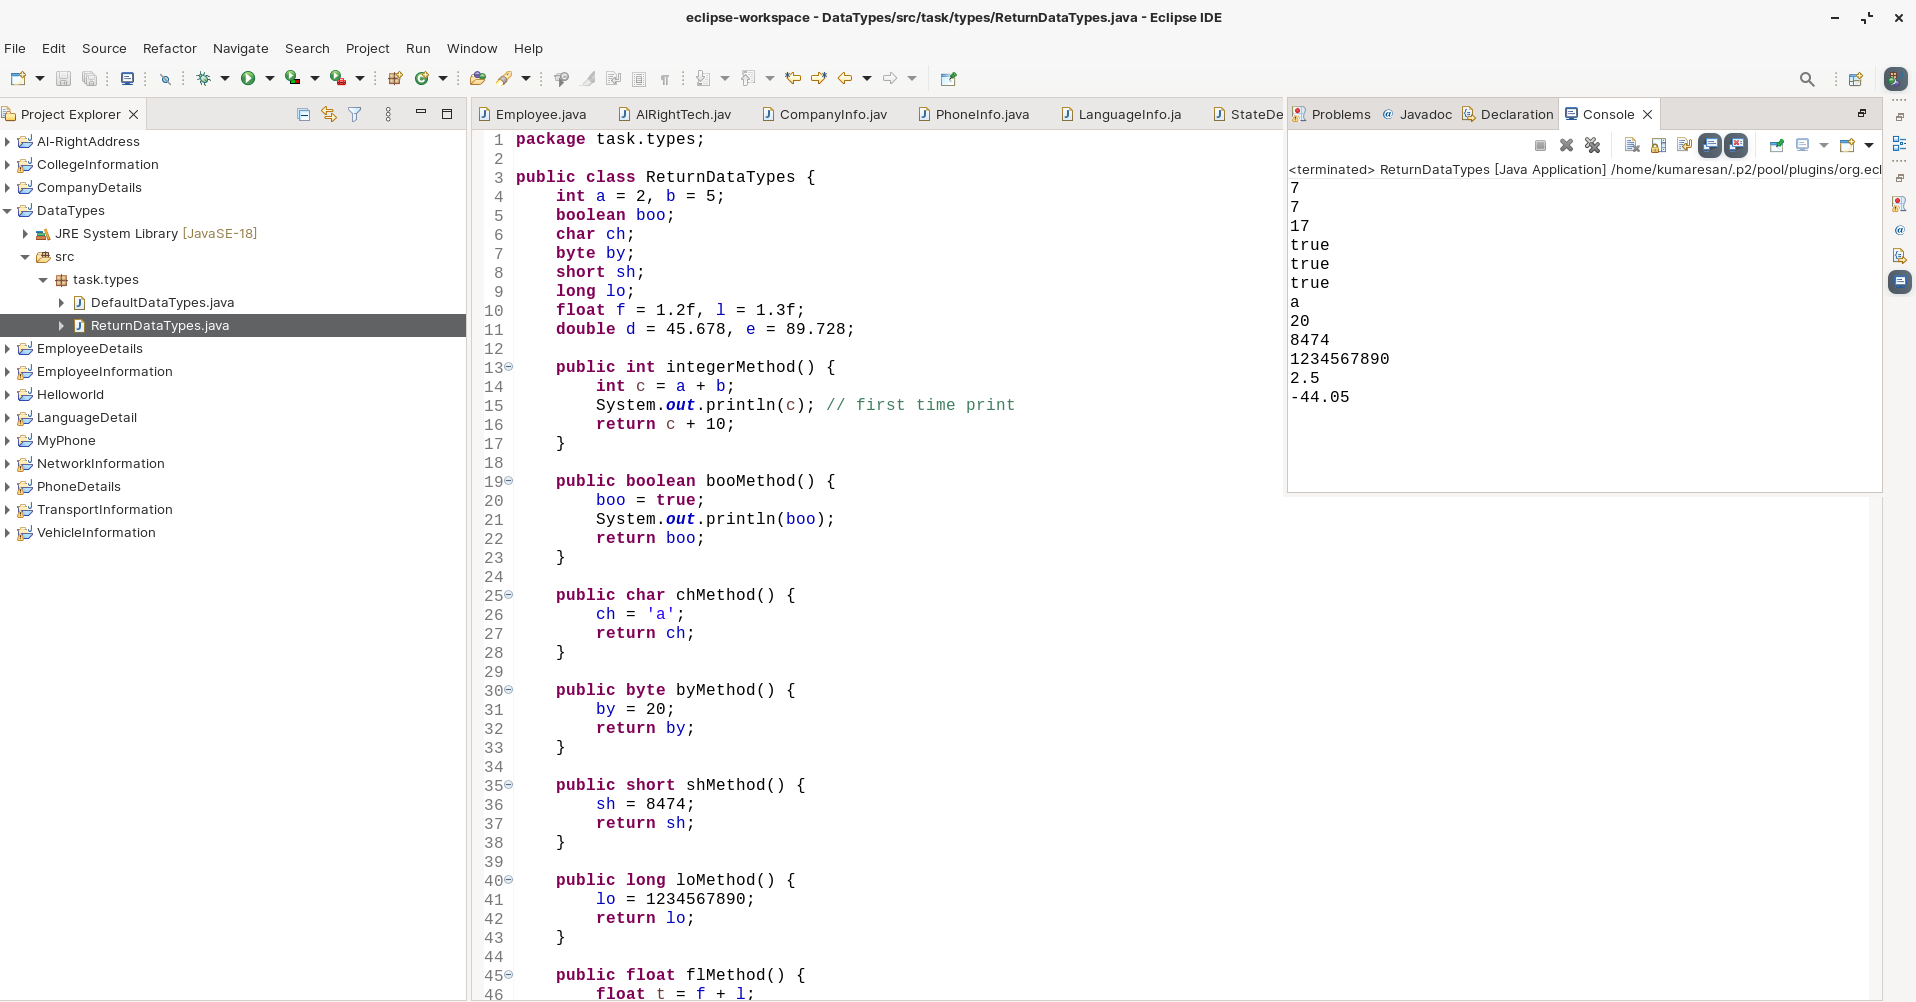 eclipse-workspace - DataTypes/src/task/types/ReturnDataTypes.java - Eclipse IDE
File Edit Source Refactor Navigate Search Project Run Window Help
Project Explorer
AI-RightAddress
CollegeInformation
CompanyDetails
DataTypes
JRE System Library [JavaSE-18]
src
task.types
DefaultDataTypes.java
ReturnDataTypes.java
EmployeeDetails
EmployeeInformation
Helloworld
LanguageDetail
MyPhone
NetworkInformation
PhoneDetails
TransportInformation
VehicleInformation
Employee.java AIRightTech.jav CompanyInfo.jav PhoneInfo.java LanguageInfo.ja StateDe
1 package task.types;
2
3 public class ReturnDataTypes {
4 int a = 2, b = 5;
5 boolean boo;
6 char ch;
7 byte by;
8 short sh;
9 long lo;
10 float f = 1.2f, l = 1.3f;
11 double d = 45.678, e = 89.728;
12
13 public int integerMethod() {
14 int c = a + b;
15 System.out.println(c); // first time print
16 return c + 10;
17 }
18
19 public boolean booMethod() {
20 boo = true;
21 System.out.println(boo);
22 return boo;
23 }
24
25 public char chMethod() {
26 ch = 'a';
27 return ch;
28 }
29
30 public byte byMethod() {
31 by = 20;
32 return by;
33 }
34
35 public short shMethod() {
36 sh = 8474;
37 return sh;
38 }
39
40 public long loMethod() {
41 lo = 1234567890;
42 return lo;
43 }
44
45 public float flMethod() {
46 float t = f + l;
Problems Javadoc Declaration Console
<terminated> ReturnDataTypes [Java Application] /home/kumaresan/.p2/pool/plugins/org.ecl
7
7
17
true
true
true
a
20
8474
1234567890
2.5
-44.05